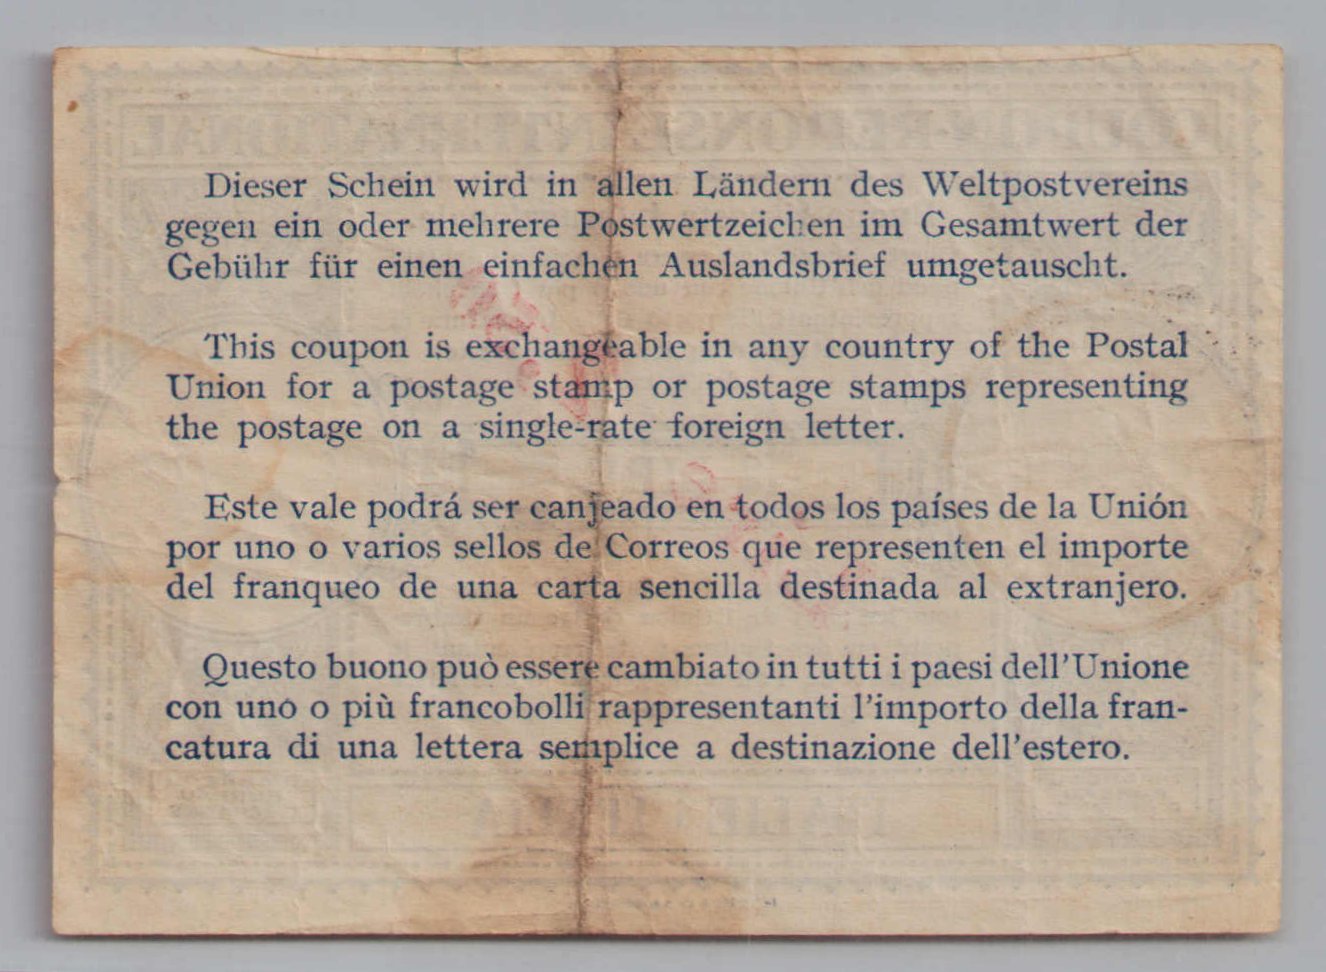 Dieser Schein wird in allen Ländern des Weltpostvereins
gegen ein oder mehrere Postwertzeichen im Gesamtwert der
Gebühr für einen einfachen Auslandsbrief umgetauscht.
This coupon is exchangeable in any country of the Postal
Union for a postage stamp or postage stamps representing
the postage on a single-rate foreign letter.
Este vale podrá ser canjeado en todos los países de la Unión
por uno o varios sellos de Correos que representen el importe
del franqueo de una carta sencilla destinada al extranjero.
Questo buono può essere cambiato in tutti i paesi dell'Unione
con uno o più francobolli rappresentanti l'importo della fran-
catura di una lettera semplice a destinazione dell'estero.